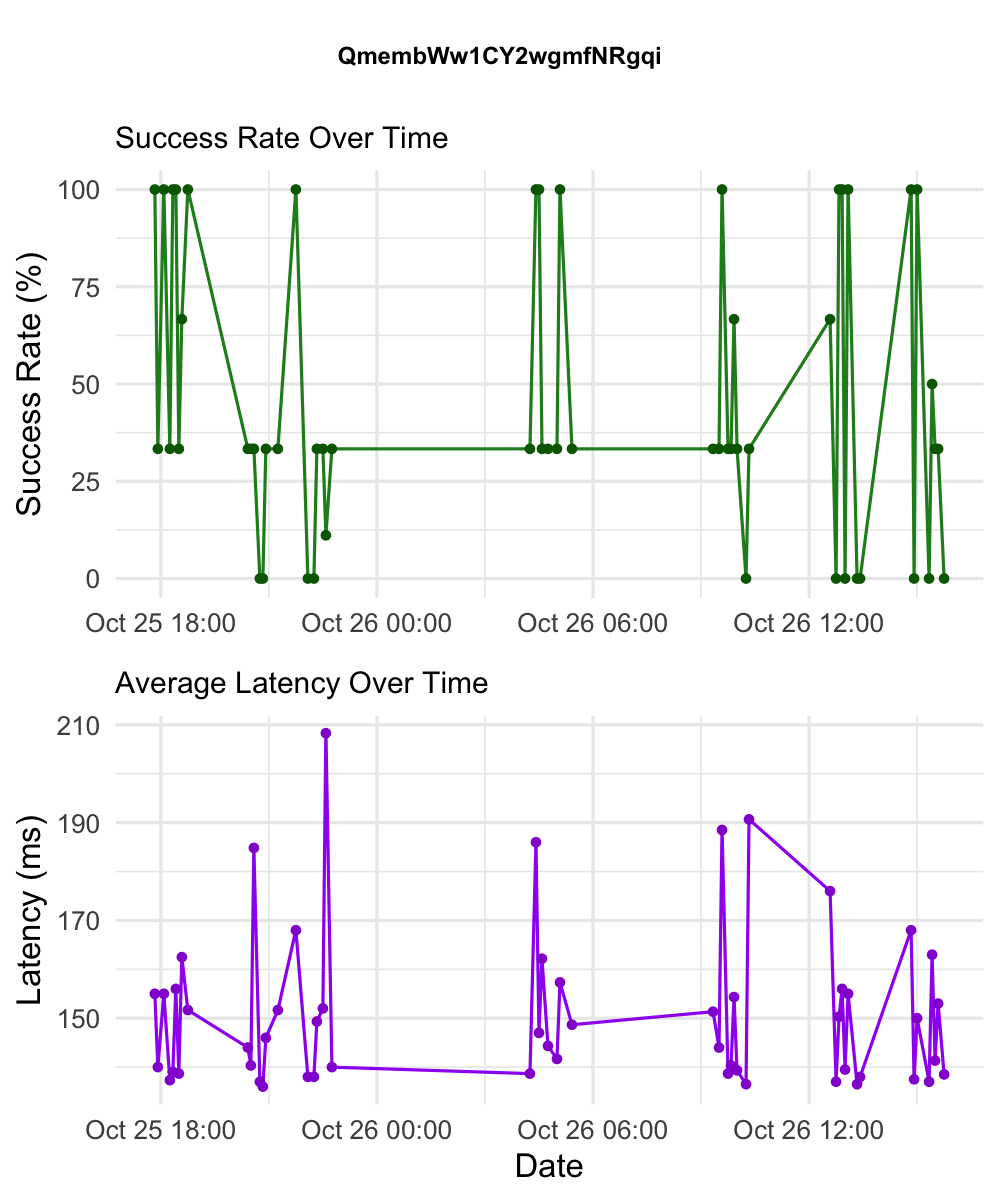 QmembWw1CY2wgmfNRgqi
Success Rate Over Time
Success Rate (%)
100
75
50
25
0
Oct 25 18:00 Oct 26 00:00 Oct 26 06:00 Oct 26 12:00
Average Latency Over Time
Latency (ms)
210
190
170
150
Oct 25 18:00 Oct 26 00:00 Oct 26 06:00 Oct 26 12:00
Date